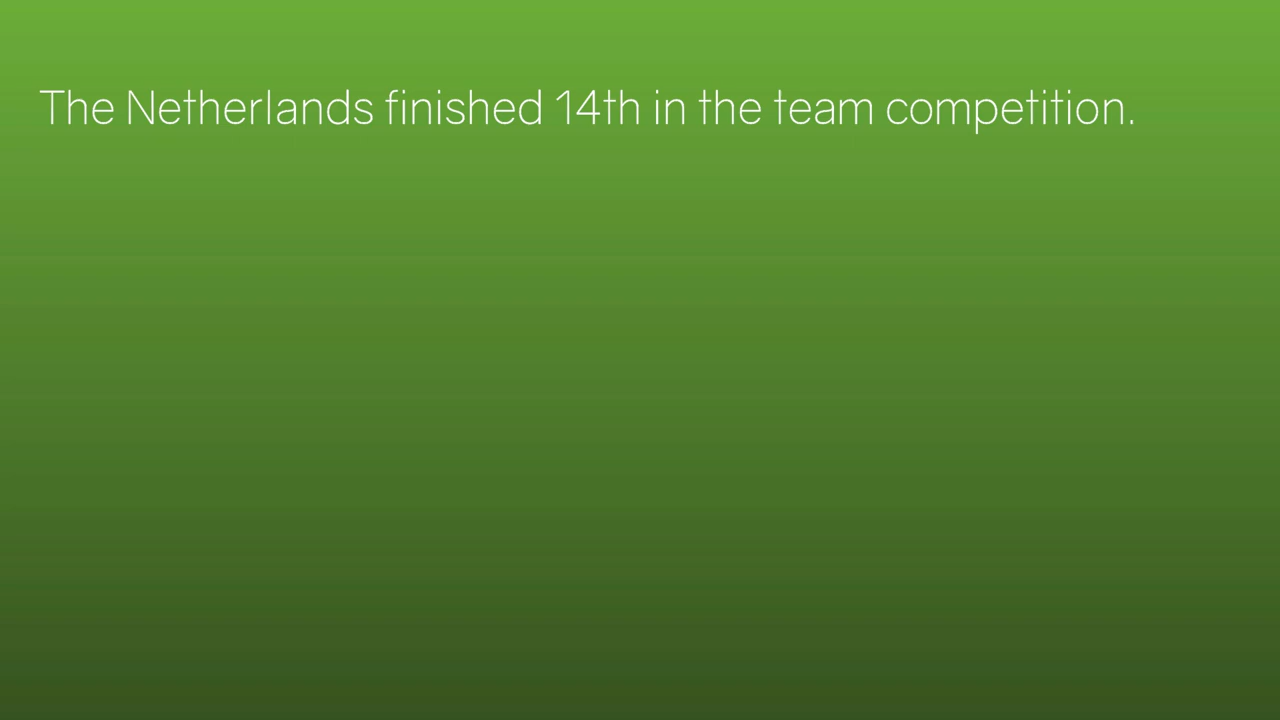 The Netherlands finished 14th in the team competition.